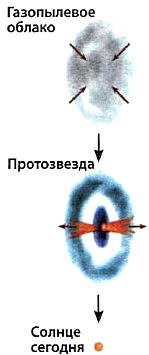 Газопылевое
облако
Протозвезда
Солнце
сегодня